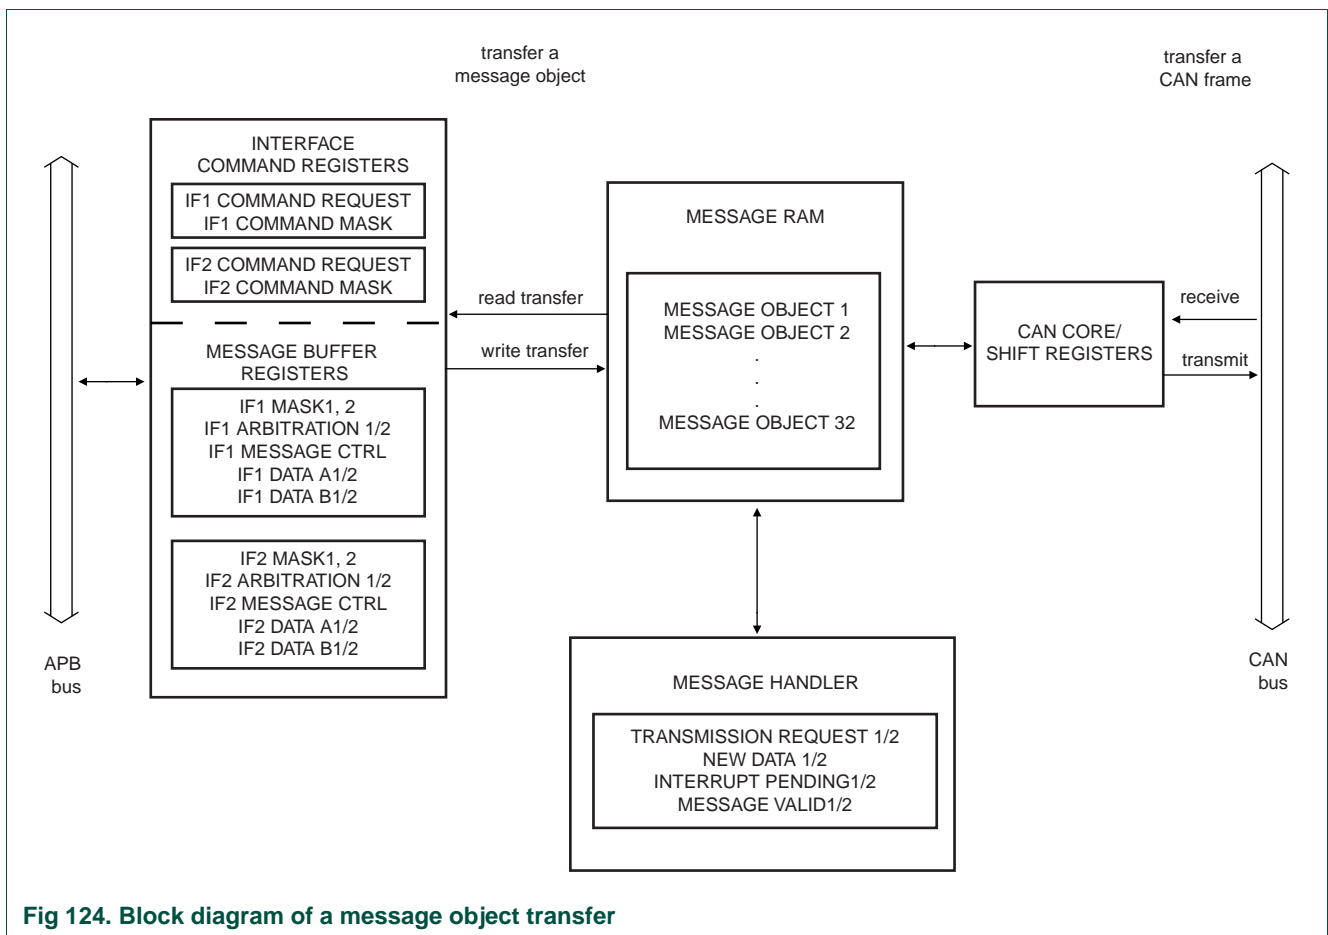 transfer a
message object
transfer a
CAN frame
INTERFACE
COMMAND REGISTERS
IF1 COMMAND REQUEST
IF1 COMMAND MASK
IF2 COMMAND REQUEST
IF2 COMMAND MASK
MESSAGE BUFFER
REGISTERS
IF1 MASK1, 2
IF1 ARBITRATION 1/2
IF1 MESSAGE CTRL
IF1 DATA A1/2
IF1 DATA B1/2
IF2 MASK1, 2
IF2 ARBITRATION 1/2
IF2 MESSAGE CTRL
IF2 DATA A1/2
IF2 DATA B1/2
APB
bus
read transfer
write transfer
MESSAGE RAM
MESSAGE OBJECT 1
MESSAGE OBJECT 2
.
.
.
MESSAGE OBJECT 32
CAN CORE/
SHIFT REGISTERS
receive
transmit
CAN
bus
MESSAGE HANDLER
TRANSMISSION REQUEST 1/2
NEW DATA 1/2
INTERRUPT PENDING1/2
MESSAGE VALID1/2
Fig 124. Block diagram of a message object transfer